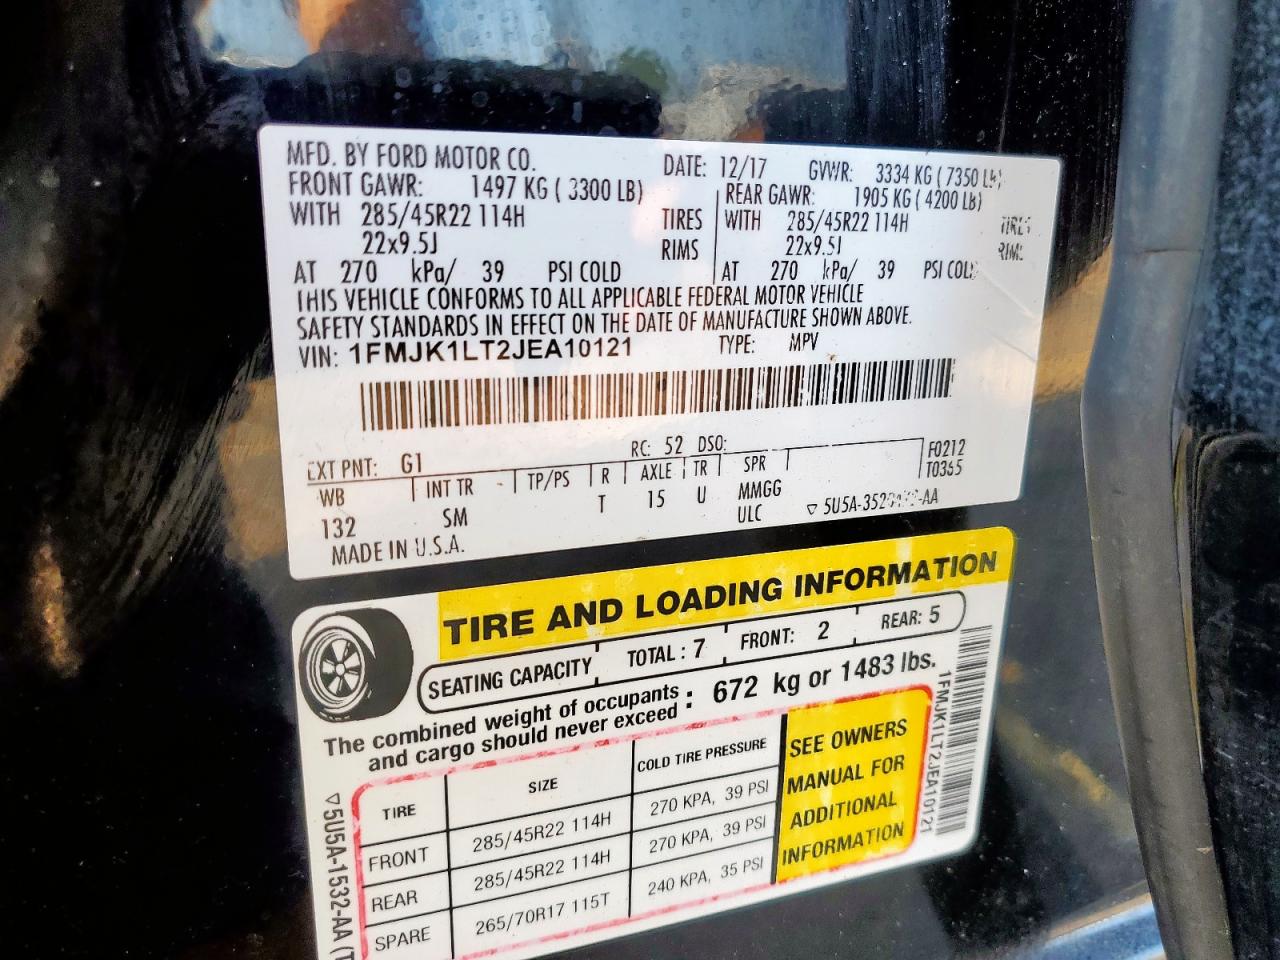 MFD. BY FORD MOTOR CO. DATE: 12/17 GVWR: 3334 KG ( 7350 LB)
FRONT GAWR: 1497 KG ( 3300 LB) REAR GAWR: 1905 KG ( 4200 LB)
WITH 285/45R22 114H TIRES WITH 285/45R22 114H TIRES
22x9.5J RIMS 22x9.5J RIMS
AT 270 kPa/ 39 PSI COLD AT 270 kPa/ 39 PSI COLD
THIS VEHICLE CONFORMS TO ALL APPLICABLE FEDERAL MOTOR VEHICLE
SAFETY STANDARDS IN EFFECT ON THE DATE OF MANUFACTURE SHOWN ABOVE.
VIN: 1FMJK1LT2JEA10121 TYPE: MPV
EXT PNT: G1 RC: 52 DSO: F0212
WB INT TR TP/PS R AXLE TR SPR T0365
132 SM T 15 U MMGG
ULC
MADE IN U.S.A.
TIRE AND LOADING INFORMATION
SEATING CAPACITY TOTAL : 7 FRONT: 2 REAR: 5
The combined weight of occupants and cargo should never exceed : 672 kg or 1483 lbs.
TIRE SIZE COLD TIRE PRESSURE
FRONT 285/45R22 114H 270 KPA, 39 PSI
REAR 285/45R22 114H 270 KPA, 39 PSI
SPARE 265/70R17 115T 240 KPA, 35 PSI
SEE OWNERS
MANUAL FOR
ADDITIONAL
INFORMATION
1FMJK1LT2JEA10121
▽5U5A-1532-AA